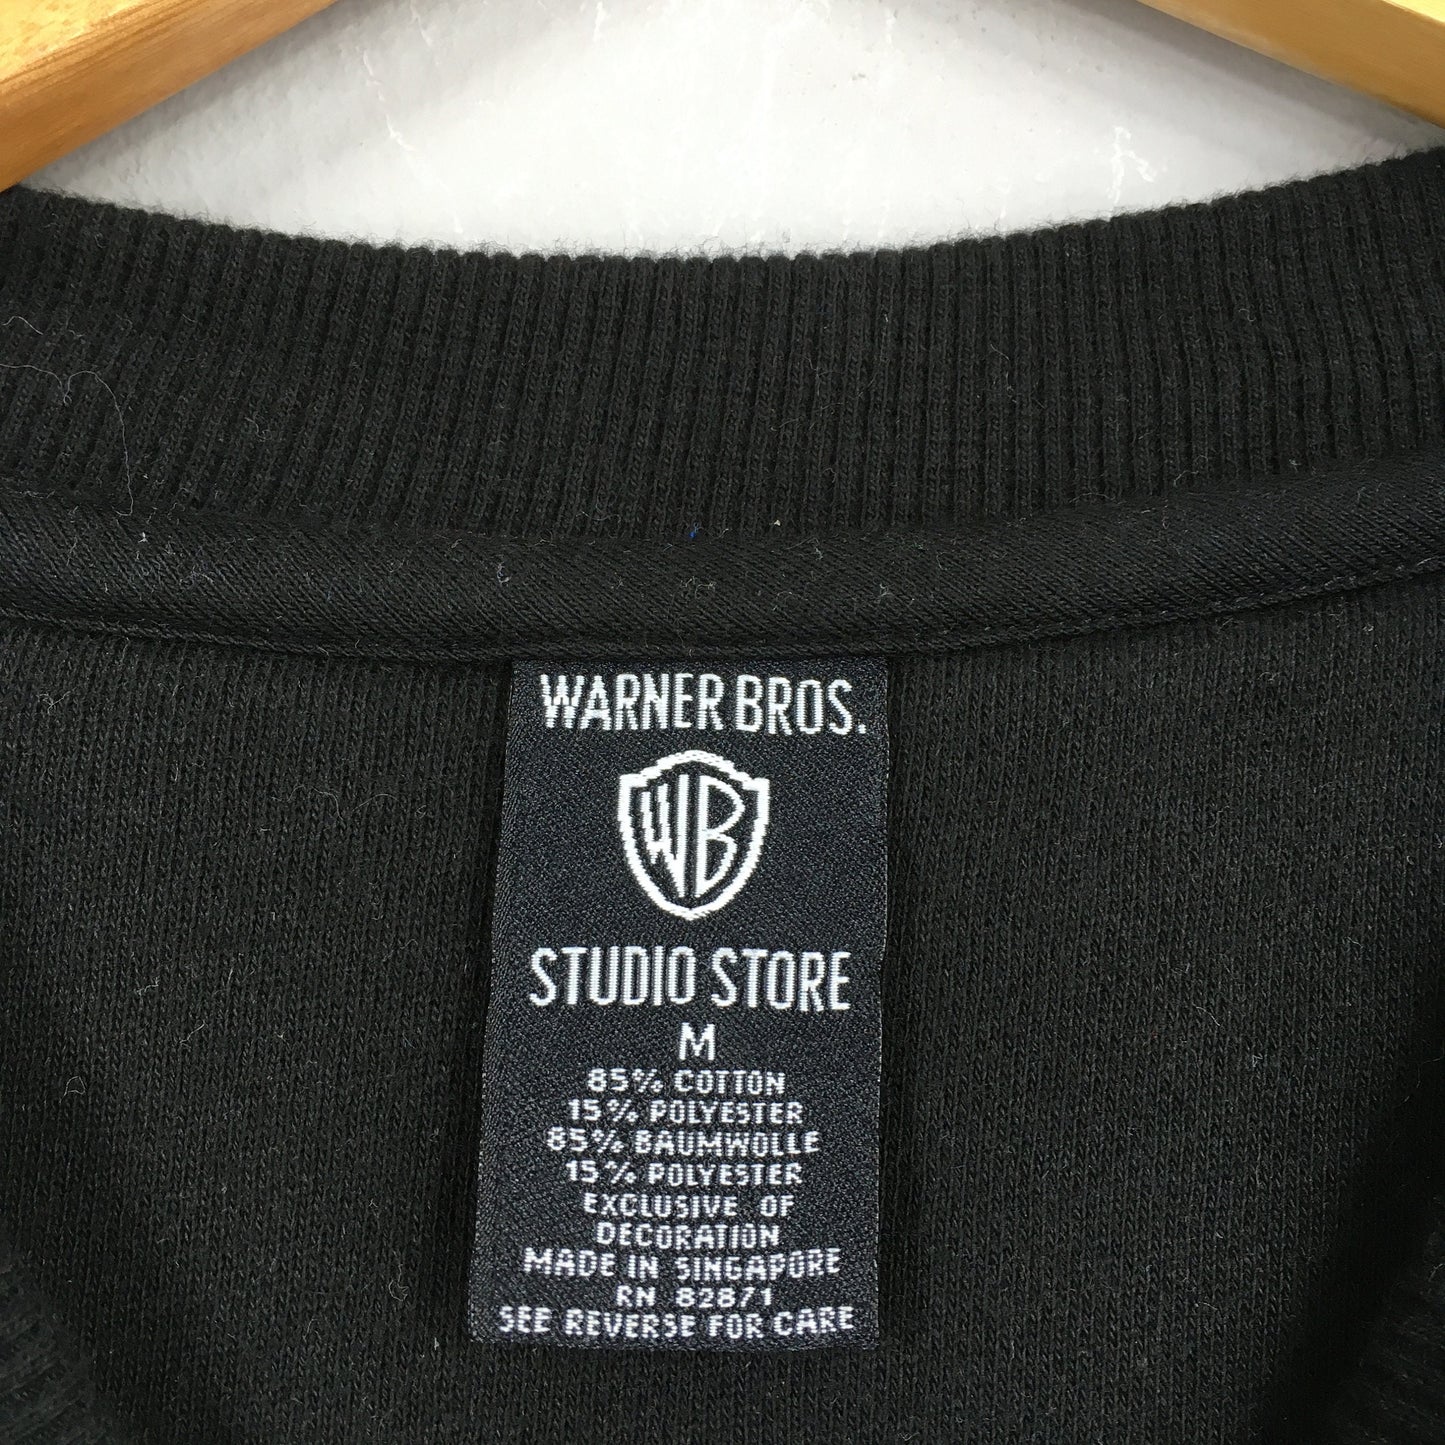 WARNER BROS.
WB
STUDIO STORE
M
85% COTTON
15% POLYESTER
85% BAUMWOLLE
15% POLYESTER
EXCLUSIVE OF
DECORATION
MADE IN SINGAPORE
RN 82871
SEE REVERSE FOR CARE